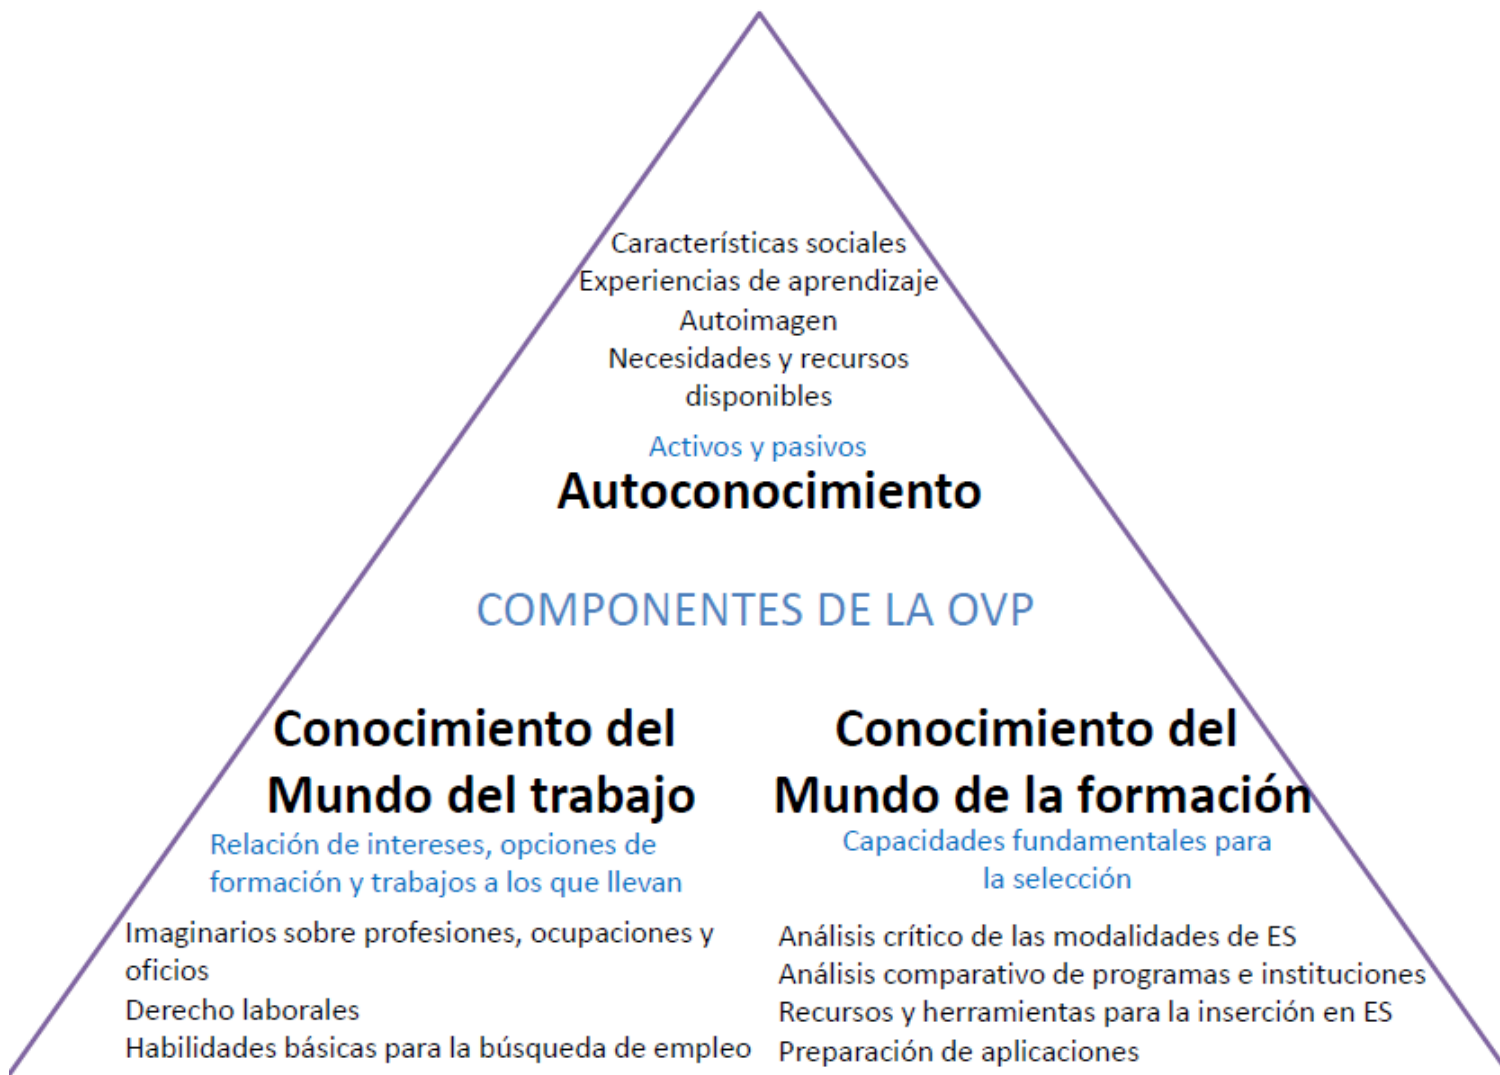 Características sociales
Experiencias de aprendizaje
Autoimagen
Necesidades y recursos
disponibles
Activos y pasivos
Autoconocimiento
COMPONENTES DE LA OVP
Conocimiento del
Mundo del trabajo
Relación de intereses, opciones de
formación y trabajos a los que llevan
Imaginarios sobre profesiones, ocupaciones y
oficios
Derecho laborales
Habilidades básicas para la búsqueda de empleo
Conocimiento del
Mundo de la formación
Capacidades fundamentales para
la selección
Análisis crítico de las modalidades de ES
Análisis comparativo de programas e instituciones
Recursos y herramientas para la inserción en ES
Preparación de aplicaciones